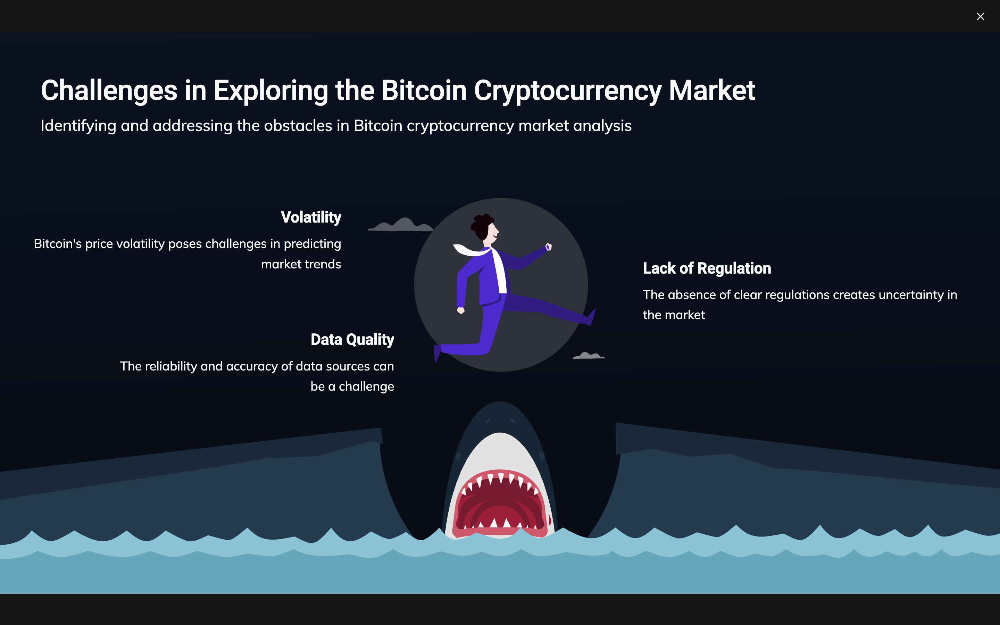 Challenges in Exploring the Bitcoin Cryptocurrency Market
Identifying and addressing the obstacles in Bitcoin cryptocurrency market analysis
Volatility
Bitcoin's price volatility poses challenges in predicting
market trends
Lack of Regulation
The absence of clear regulations creates uncertainty in
the market
Data Quality
The reliability and accuracy of data sources can
be a challenge